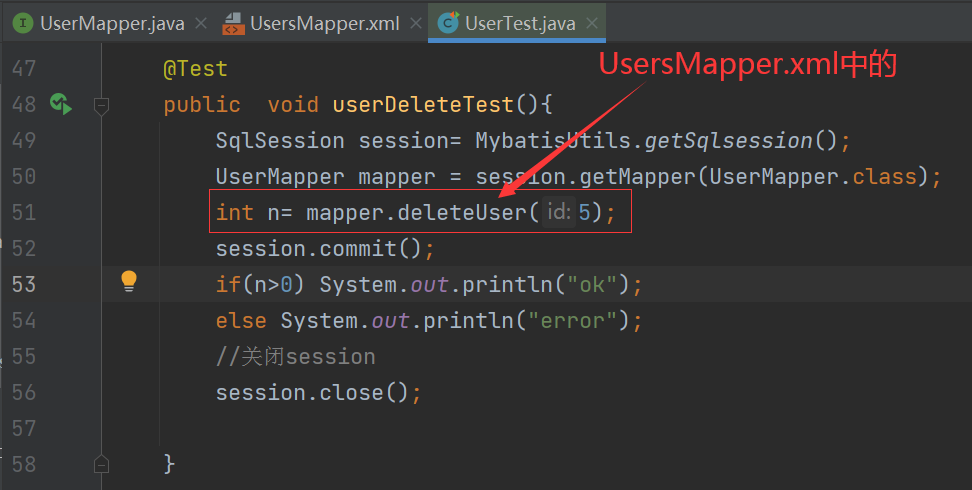 UserMapper.java
UsersMapper.xml
UserTest.java
UsersMapper.xml中的
47 @Test
48 public  void userDeleteTest(){
49 SqlSession session= MybatisUtils.getSqlsession();
50 UserMapper mapper = session.getMapper(UserMapper.class);
51 int n= mapper.deleteUser( id: 5);
52 session.commit();
53 if(n>0) System.out.println("ok");
54 else System.out.println("error");
55 //关闭session
56 session.close();
57
58 }